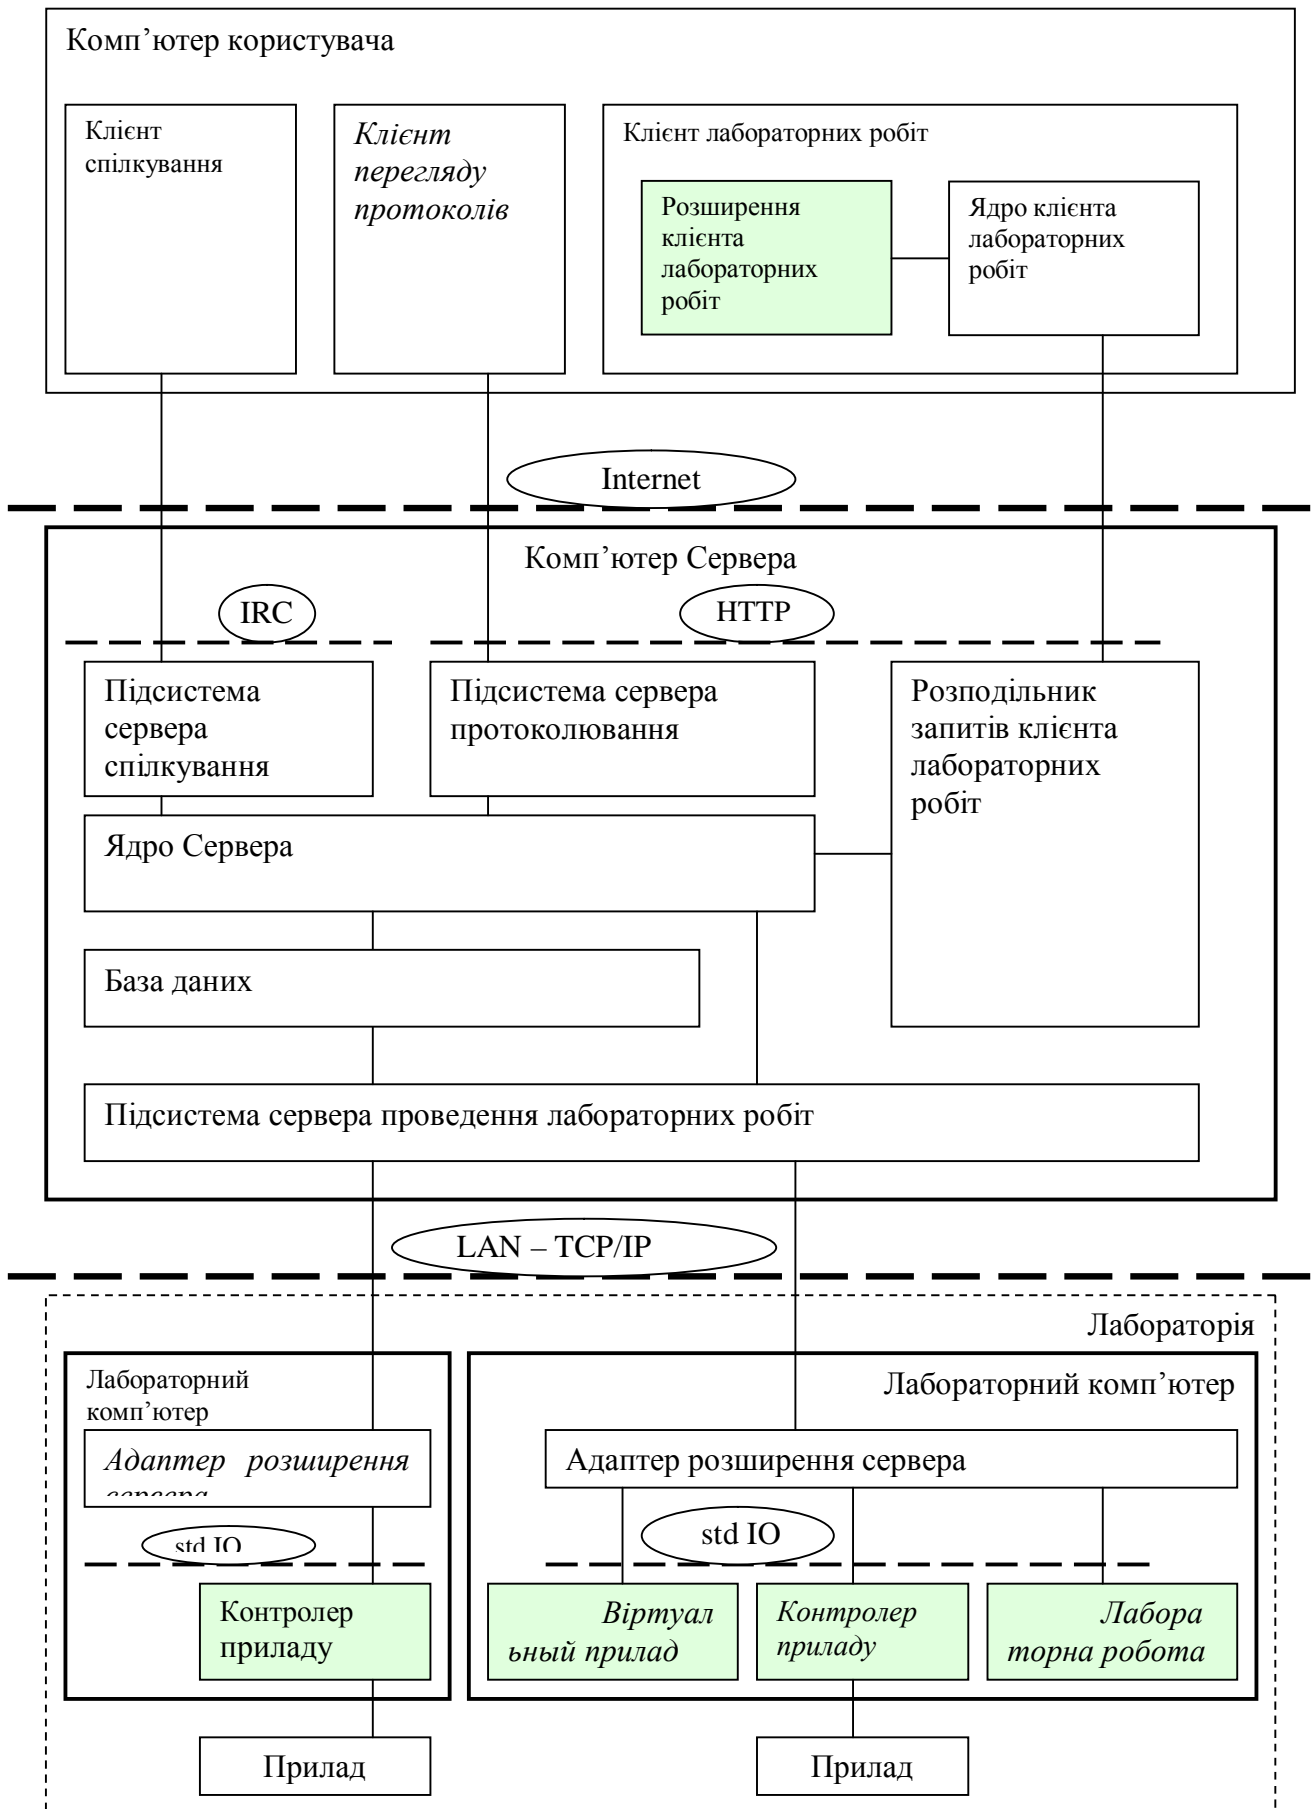 Комп’ютер користувача
Клієнт
спілкування
Клієнт
перегляду
протоколів
Клієнт лабораторних робіт
Розширення
клієнта
лабораторних
робіт
Ядро клієнта
лабораторних
робіт
Internet
Комп’ютер Сервера
IRC
HTTP
Підсистема
сервера
спілкування
Підсистема сервера
протоколювання
Розподільник
запитів клієнта
лабораторних
робіт
Ядро Сервера
База даних
Підсистема сервера проведення лабораторних робіт
LAN – TCP/IP
Лабораторія
Лабораторний
комп’ютер
Адаптер розширення
сервера
std IO
Контролер
приладу
Прилад
Лабораторний комп’ютер
Адаптер розширення сервера
std IO
Віртуал
ьный прилад
Контролер
приладу
Лабора
торна робота
Прилад